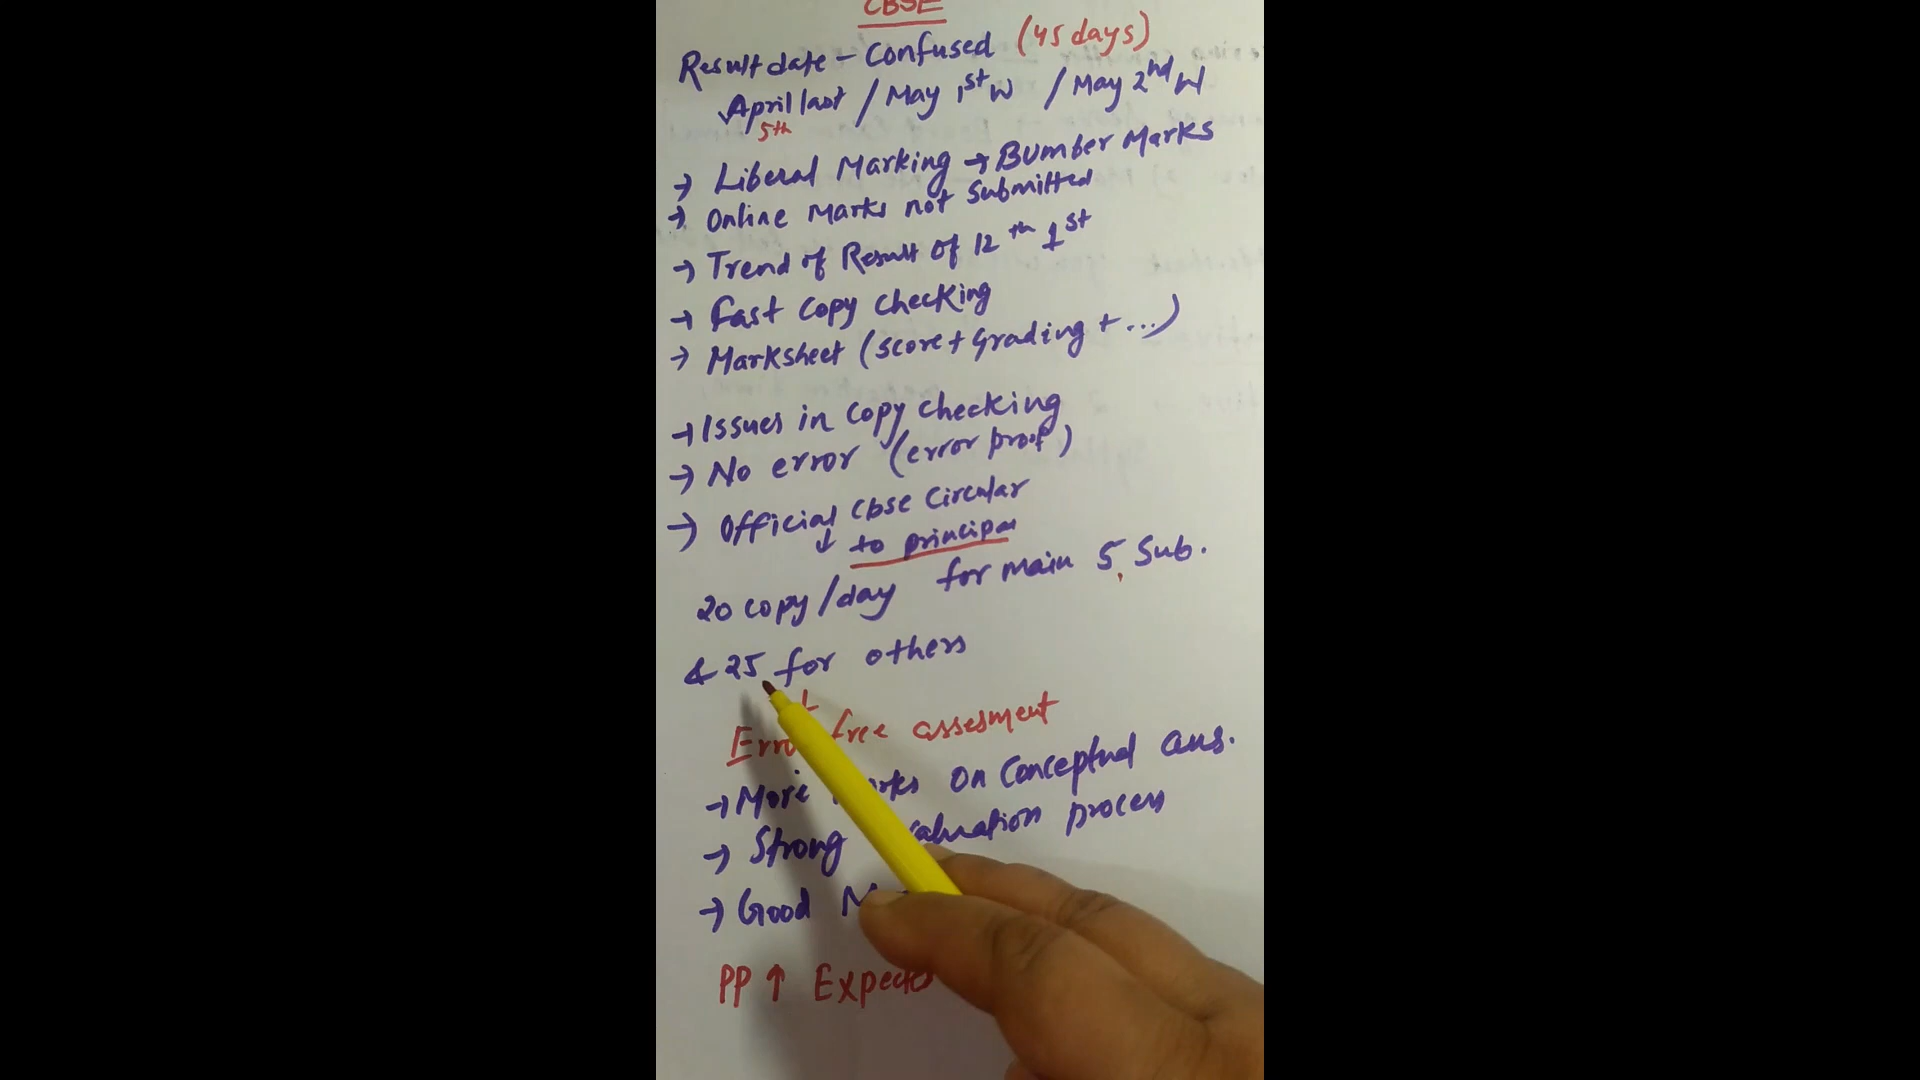 CBSE
Result date - Confused (45 days)
April last / May 1st W / May 2nd W
5th
→ Liberal Marking → Bumber Marks
→ Online Marks not Submitted
→ Trend of Result of 12th 1st
→ Fast Copy Checking
→ Marksheet (Score + Grading + ...)
→ Issues in Copy Checking
→ No error (error proof)
→ Official Cbse Circular
↓ to principal
20 copy/day for main 5 Sub.
& 25 for others
free assesment
→ More on Conceptual ans.
→ Strong process
→ Good
PP ↑